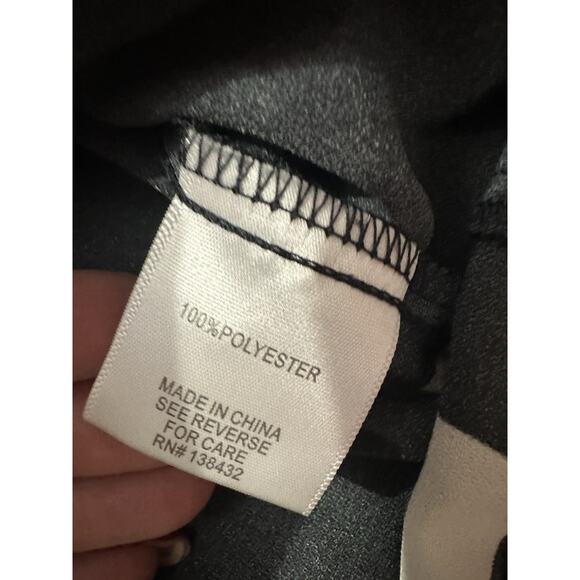 100%POLYESTER
MADE IN CHINA
SEE REVERSE
FOR CARE
RN# 138432